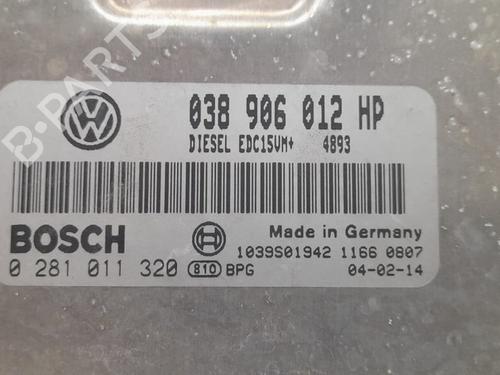 B-PARTS
038 906 012 HP
DIESEL EDC15VM+ 4893
BOSCH
Made in Germany
1039S01942 1166 0807
0 281 011 320 810 BPG
04-02-14